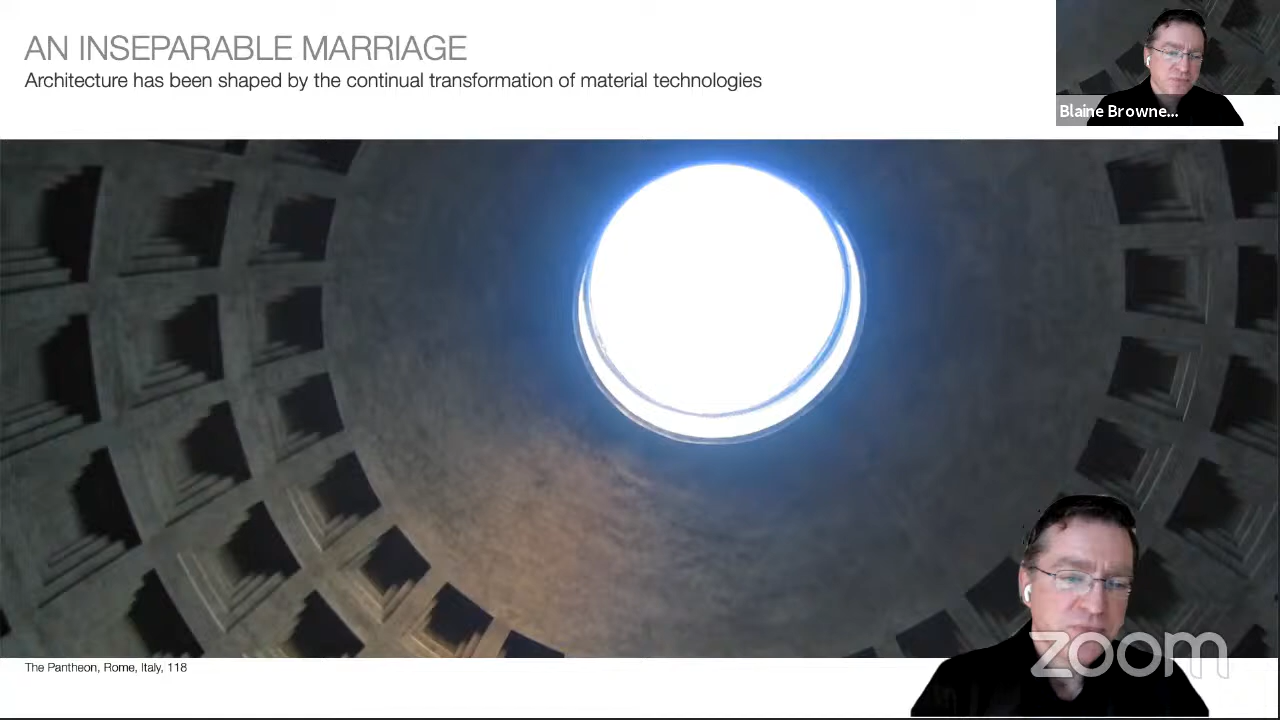 AN INSEPARABLE MARRIAGE
Architecture has been shaped by the continual transformation of material technologies
Blaine Browne...
The Pantheon, Rome, Italy, 118
zoom